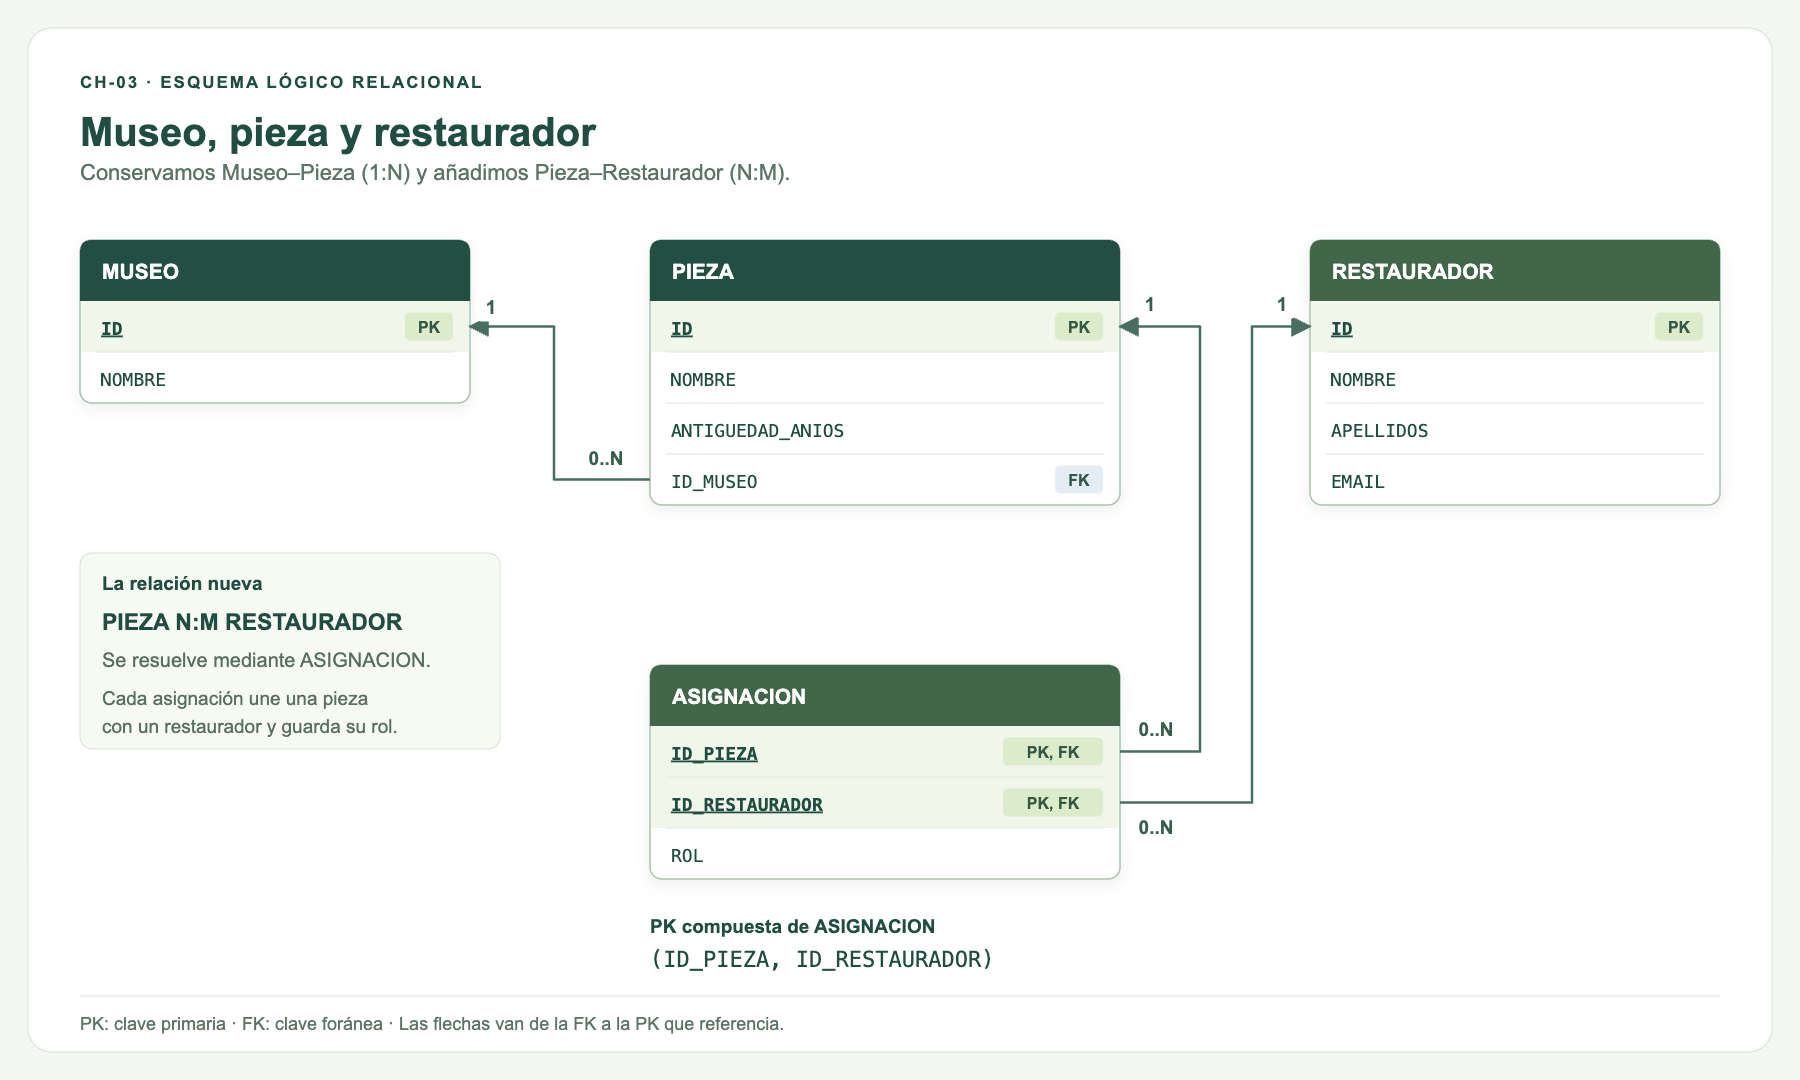 CH-03 · ESQUEMA LÓGICO RELACIONAL
Museo, pieza y restaurador
Conservamos Museo–Pieza (1:N) y añadimos Pieza–Restaurador (N:M).
MUSEO
ID PK
NOMBRE
1
0..N
PIEZA
ID PK
NOMBRE
ANTIGUEDAD_ANIOS
ID_MUSEO FK
1
1
RESTAURADOR
ID PK
NOMBRE
APELLIDOS
EMAIL
La relación nueva
PIEZA N:M RESTAURADOR
Se resuelve mediante ASIGNACION.
Cada asignación une una pieza
con un restaurador y guarda su rol.
ASIGNACION
ID_PIEZA PK, FK
ID_RESTAURADOR PK, FK
ROL
0..N
0..N
PK compuesta de ASIGNACION
(ID_PIEZA, ID_RESTAURADOR)
PK: clave primaria · FK: clave foránea · Las flechas van de la FK a la PK que referencia.